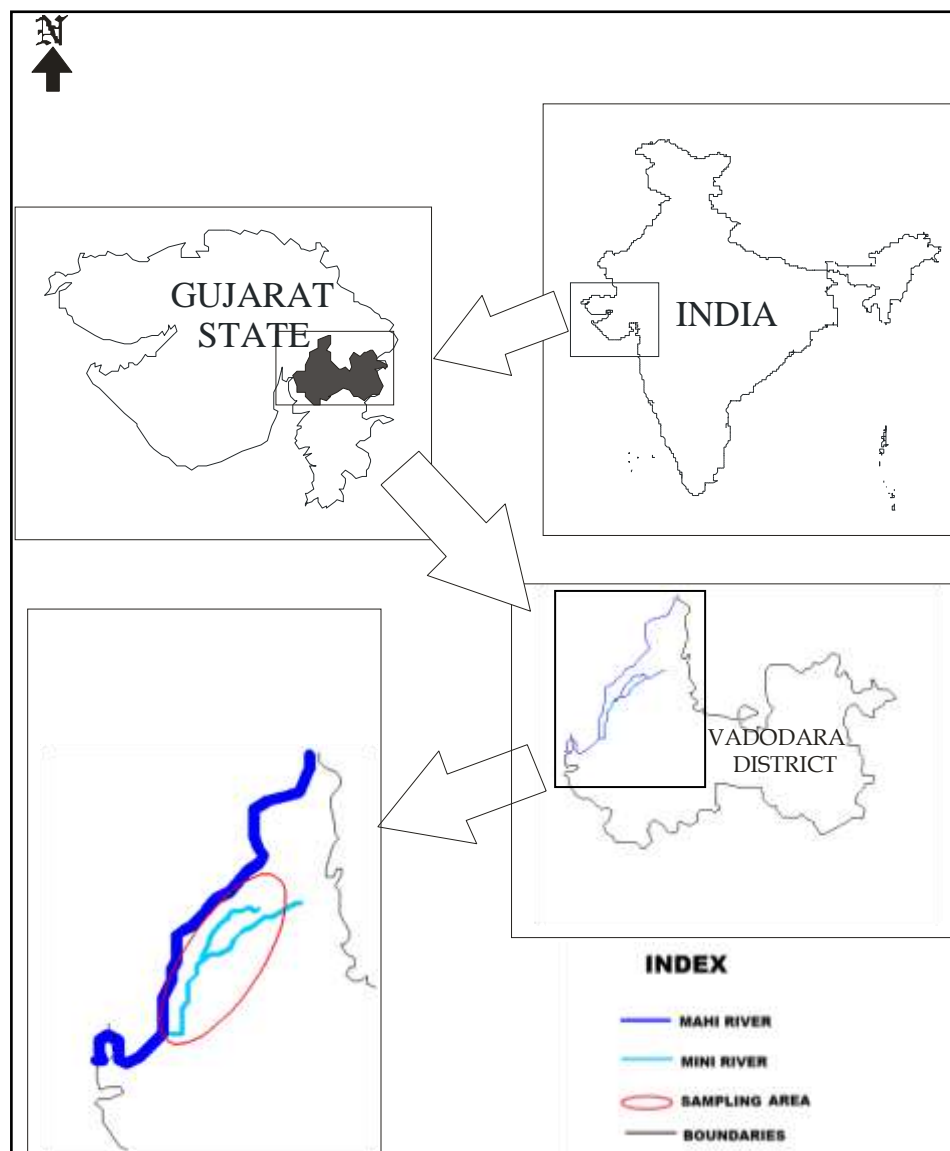 N
GUJARAT
STATE
INDIA
VADODARA
DISTRICT
INDEX
MAHI RIVER
MINI RIVER
SAMPLING AREA
BOUNDARIES